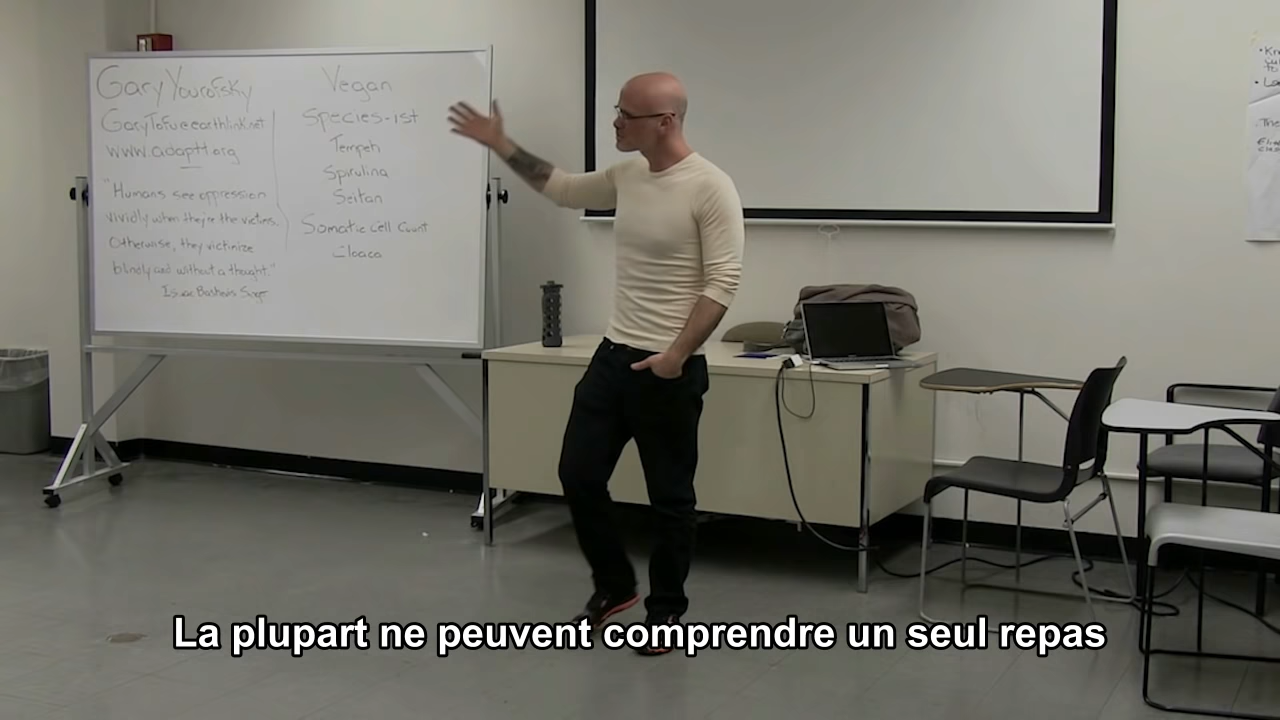 Gary Yourofsky
GaryTofu@earthlink.net
www.adaptt.org
"Humans see oppression
vividly when they're the victims.
Otherwise, they victimize
blindly and without a thought."
Isaac Bashevis Singer
Vegan
Species-ist
Tempeh
Spirulina
Seitan
Somatic Cell Count
Cloaca
La plupart ne peuvent comprendre un seul repas